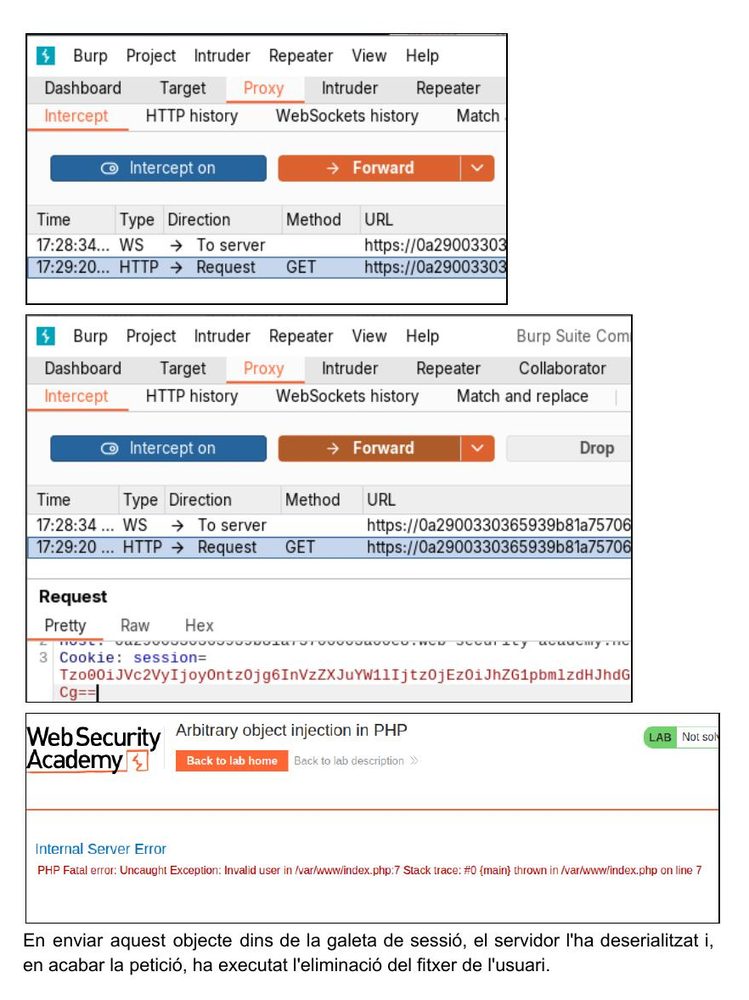 Burp Project Intruder Repeater View Help
Dashboard Target Proxy Intruder Repeater
Intercept HTTP history WebSockets history Match
Intercept on Forward
Time Type Direction Method URL
17:28:34... WS → To server https://0a29003303
17:29:20... HTTP → Request GET https://0a29003303
Burp Project Intruder Repeater View Help Burp Suite Com
Dashboard Target Proxy Intruder Repeater Collaborator
Intercept HTTP history WebSockets history Match and replace
Intercept on Forward Drop
Time Type Direction Method URL
17:28:34 ... WS → To server https://0a2900330365939b81a75706
17:29:20 ... HTTP → Request GET https://0a2900330365939b81a75706
Request
Pretty Raw Hex
3 Cookie: session=
Tzo0OiJVc2VyIjoyOntzOjg6InVzZXJuYW1lIjtzOjEzOiJhZG1pbmlzdHJhdG
Cg==
WebSecurity Academy
Arbitrary object injection in PHP
LAB Not solv
Back to lab home Back to lab description
Internal Server Error
PHP Fatal error: Uncaught Exception: Invalid user in /var/www/index.php:7 Stack trace: #0 {main} thrown in /var/www/index.php on line 7
En enviar aquest objecte dins de la galeta de sessió, el servidor l'ha deserialitzat i,
en acabar la petició, ha executat l'eliminació del fitxer de l'usuari.